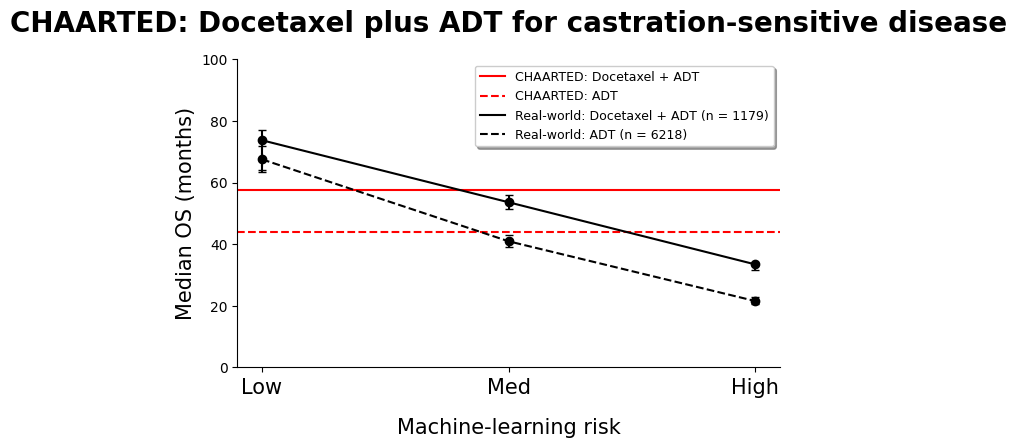 CHAARTED: Docetaxel plus ADT for castration-sensitive disease
CHAARTED: Docetaxel + ADT
CHAARTED: ADT
Real-world: Docetaxel + ADT (n = 1179)
Real-world: ADT (n = 6218)
Median OS (months)
100
80
60
40
20
0
Low Med High
Machine-learning risk